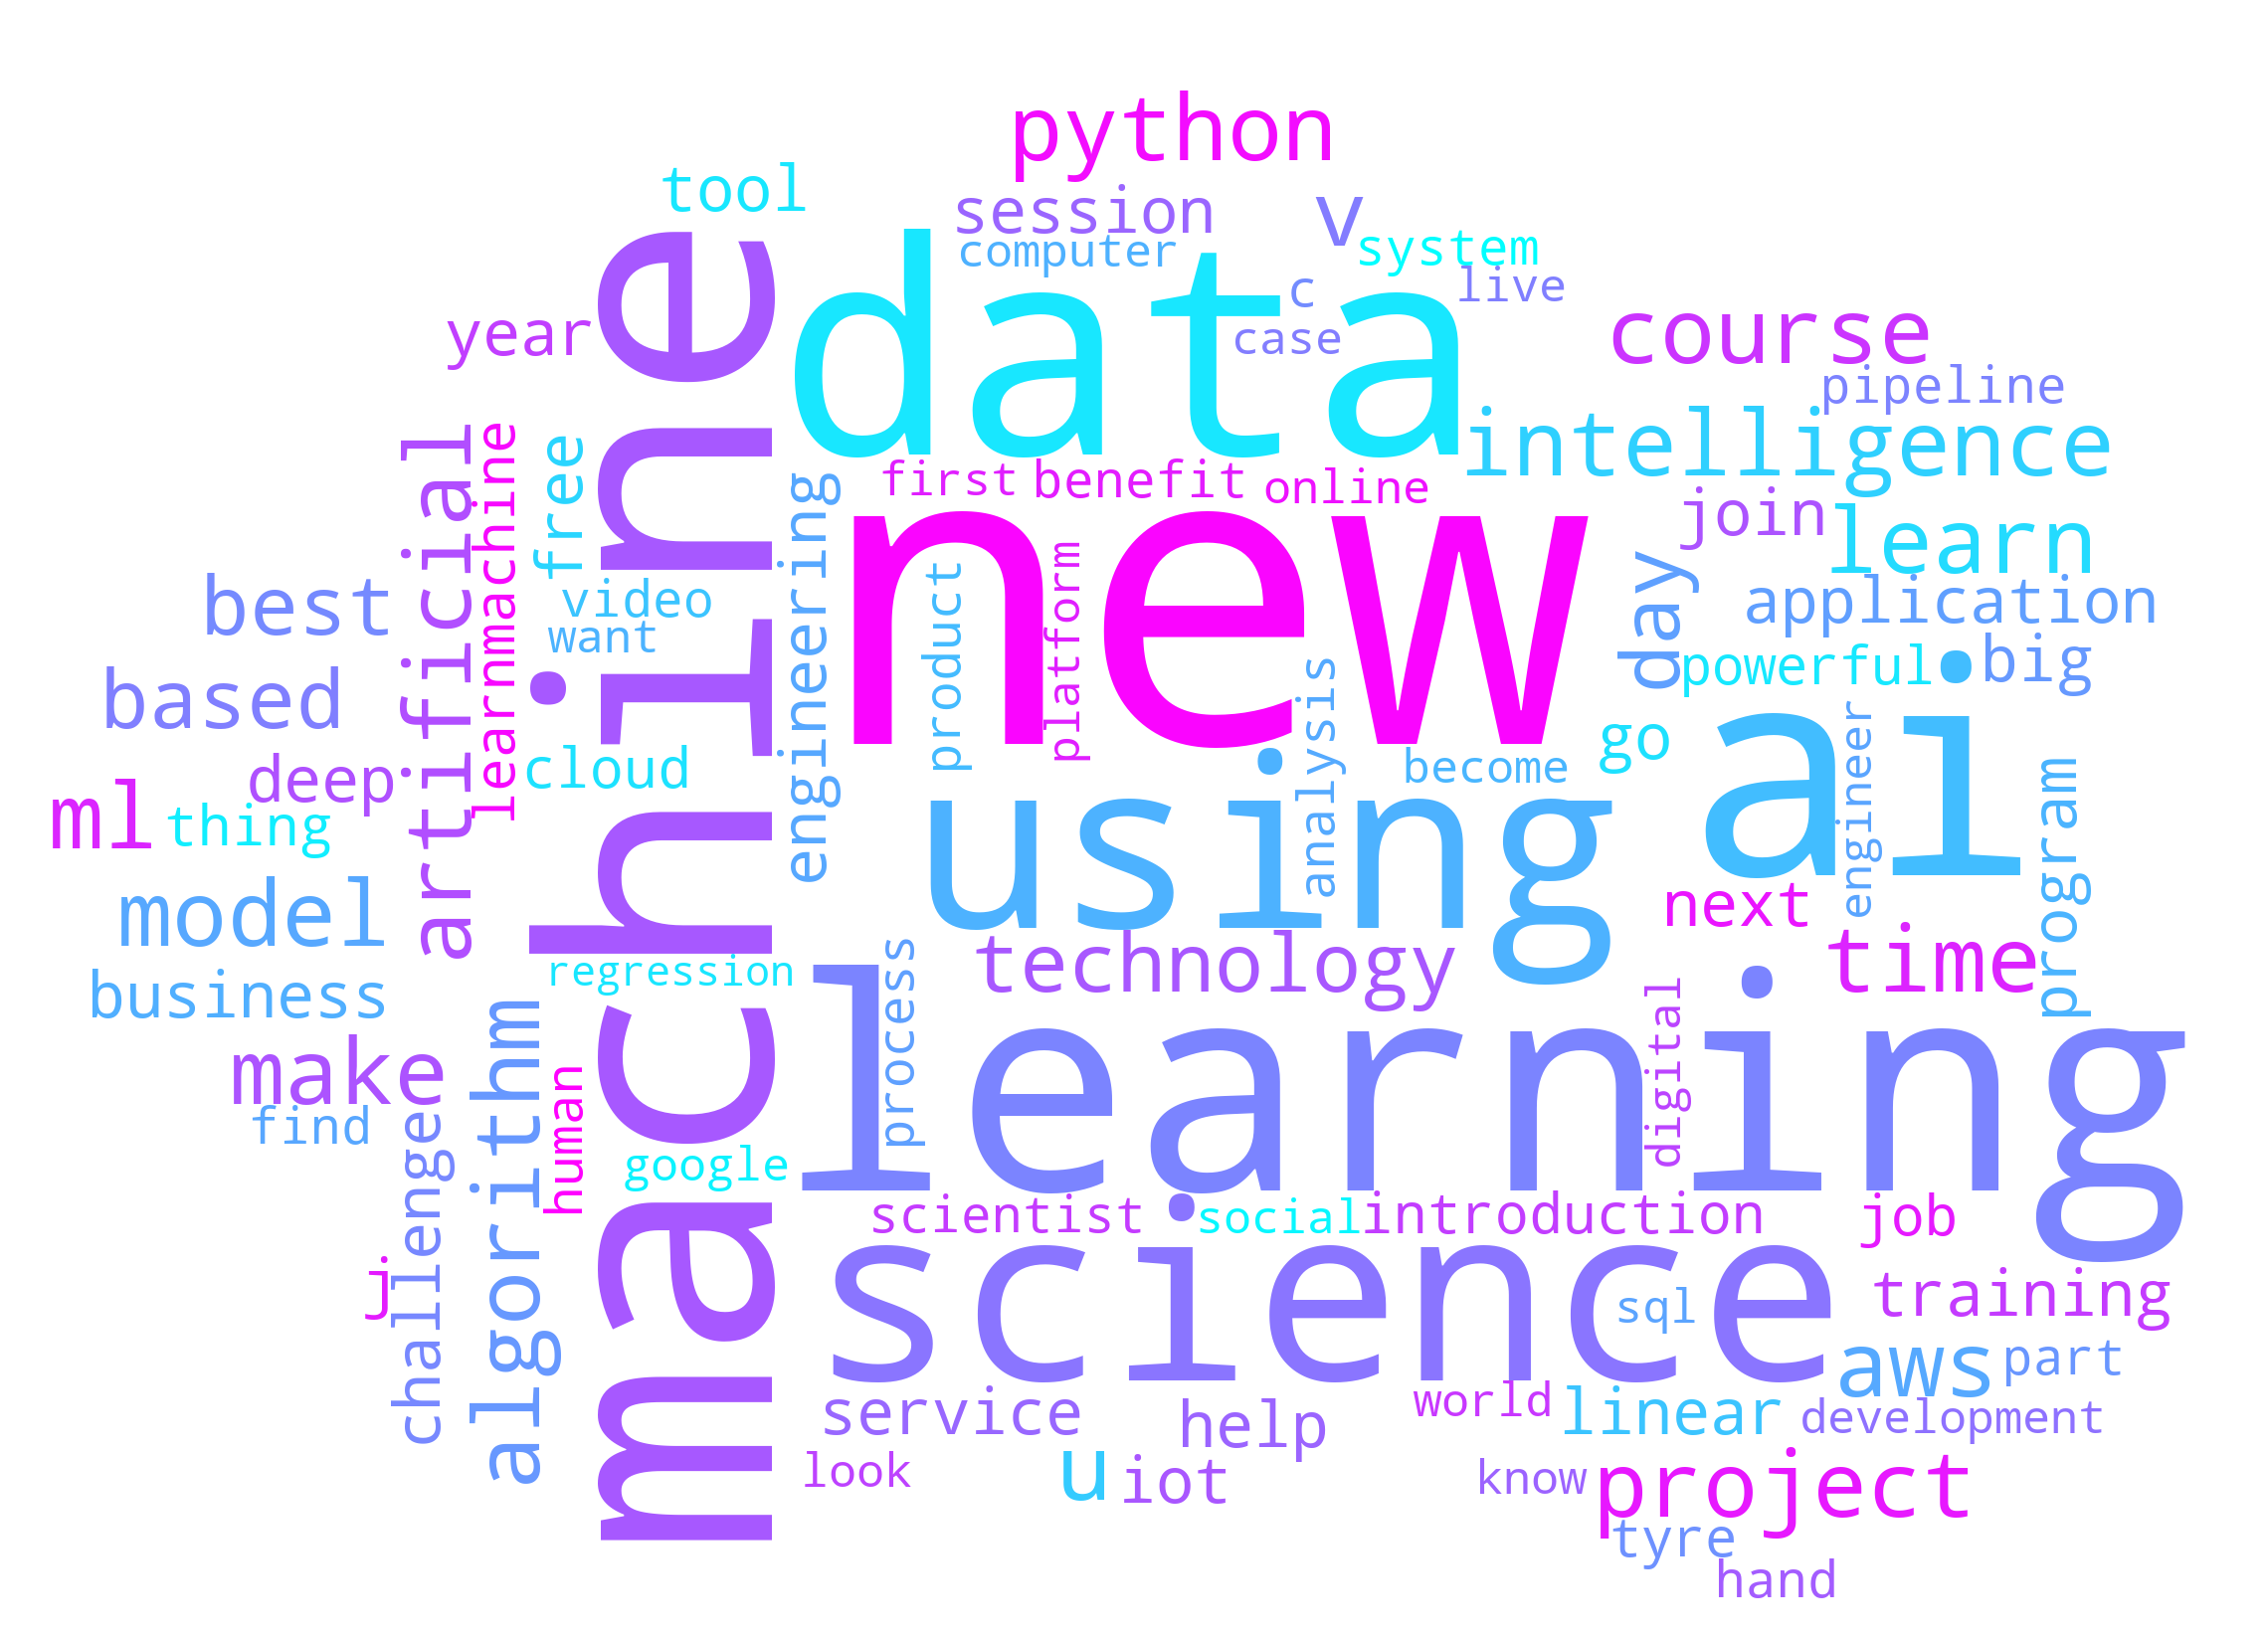 python
tool
session
v
computer
system
live
c
case
year
data
course
pipeline
intelligence
first
benefit
online
join
learn
free
artificial
learnmachine
machine
engineering
new
product
platform
day
best
video
want
application
powerful
big
based
analysis
cloud
deep
become
go
ai
engineer
program
ml
thing
using
model
next
technology
time
regression
business
process
learning
digital
algorithm
make
human
find
google
challenge
scientist
social
introduction
job
science
j
sql
training
aws
part
service
help
world
linear
development
look
u
iot
know
project
tyre
hand